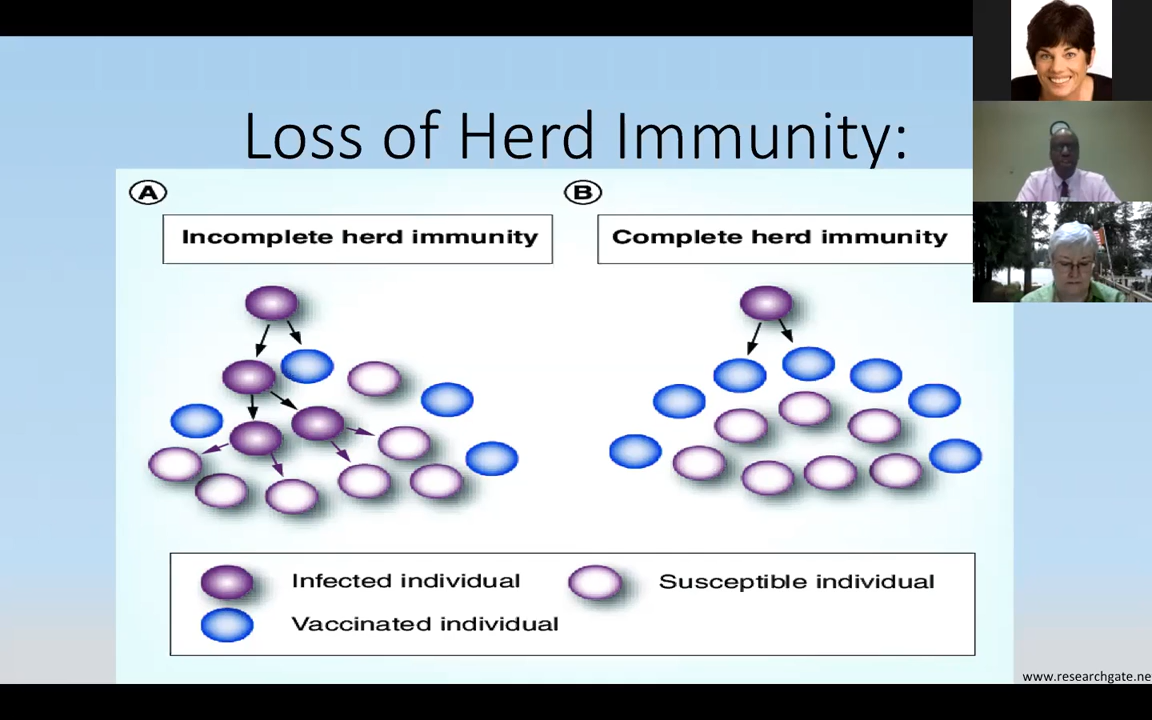 Loss of Herd Immunity:
A
B
Incomplete herd immunity
Complete herd immunity
Infected individual
Susceptible individual
Vaccinated individual
www.researchgate.ne